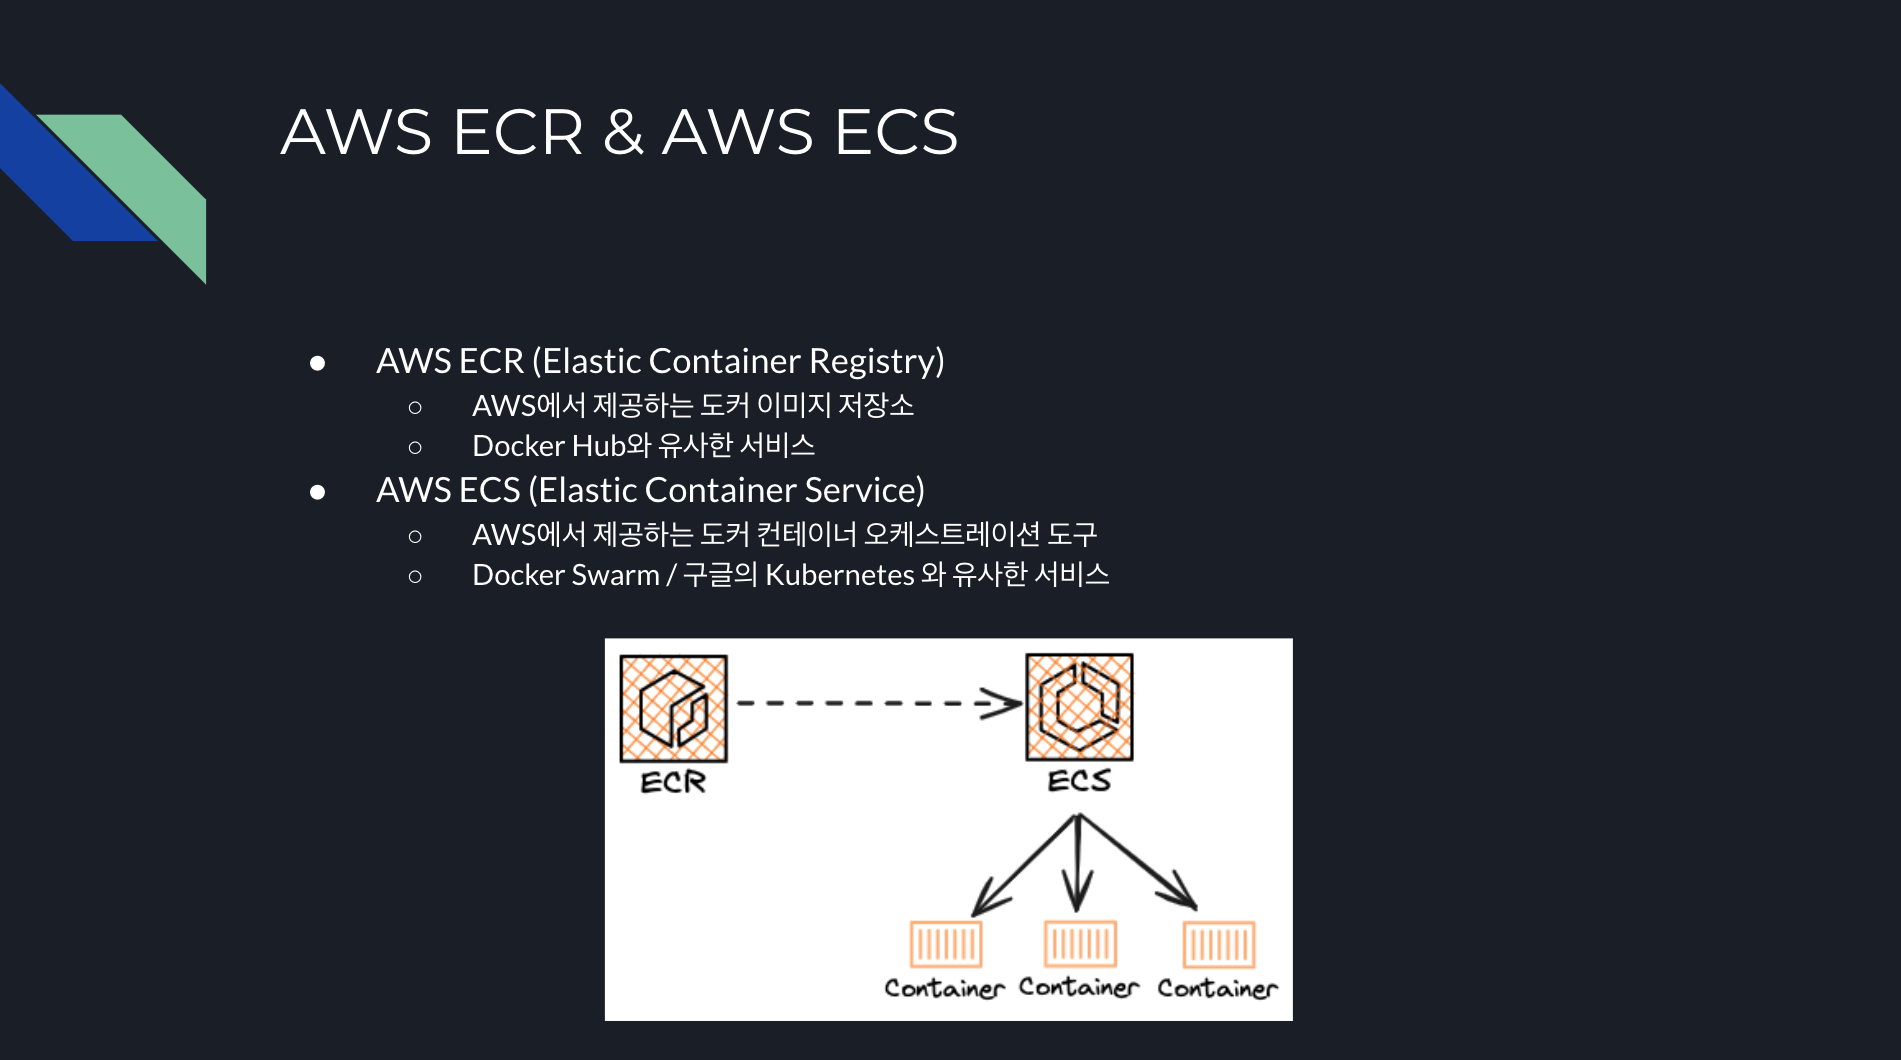 AWS ECR & AWS ECS
● AWS ECR (Elastic Container Registry)
○ AWS에서 제공하는 도커 이미지 저장소
○ Docker Hub와 유사한 서비스
● AWS ECS (Elastic Container Service)
○ AWS에서 제공하는 도커 컨테이너 오케스트레이션 도구
○ Docker Swarm / 구글의 Kubernetes 와 유사한 서비스
ECR
ECS
Container
Container
Container